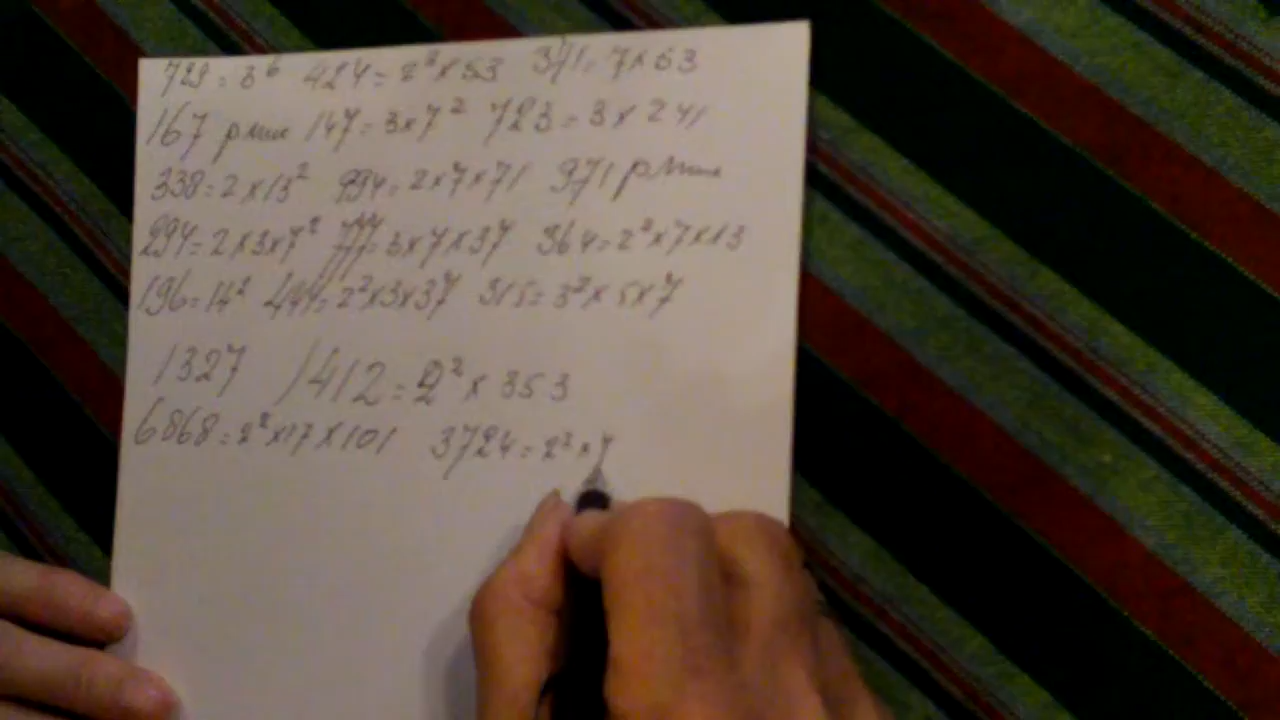 729=3⁶ 424=2³×53 371=7×53
167 prime 147=3×7² 723=3×241
338=2×13² 994=2×7×71 971 prime
294=2×3×7² 777=3×7×37 364=2²×7×13
196=14² 444=2²×3×37 315=3²×5×7
1327 1412=2²×353
6868=2²×17×101 3724=2²×7